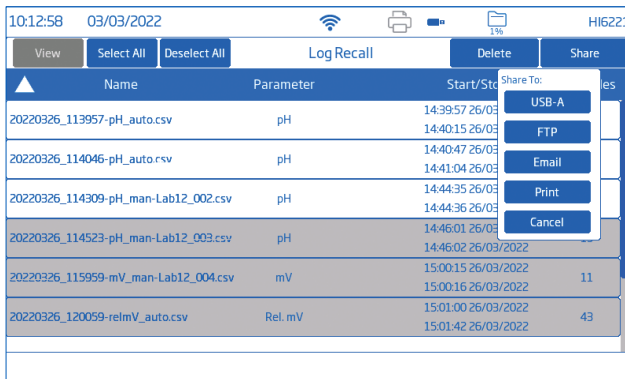 10:12:58 03/03/2022 1% HI6221
View Select All Deselect All Log Recall Delete Share
Name Parameter Start/Sto les
Share To:
USB-A
FTP
Email
Print
Cancel
20220326_113957-pH_auto.csv pH 14:39:57 26/03
14:40:15 26/03
20220326_114046-pH_auto.csv pH 14:40:47 26/03
14:41:04 26/03
20220326_114309-pH_man-Lab12_002.csv pH 14:44:35 26/03
14:44:36 26/03
20220326_114523-pH_man-Lab12_003.csv pH 14:46:01 26/03
14:46:02 26/03/2022
20220326_115959-mV_man-Lab12_004.csv mV 15:00:15 26/03/2022
15:00:16 26/03/2022 11
20220326_120059-relmV_auto.csv Rel. mV 15:01:00 26/03/2022
15:01:42 26/03/2022 43